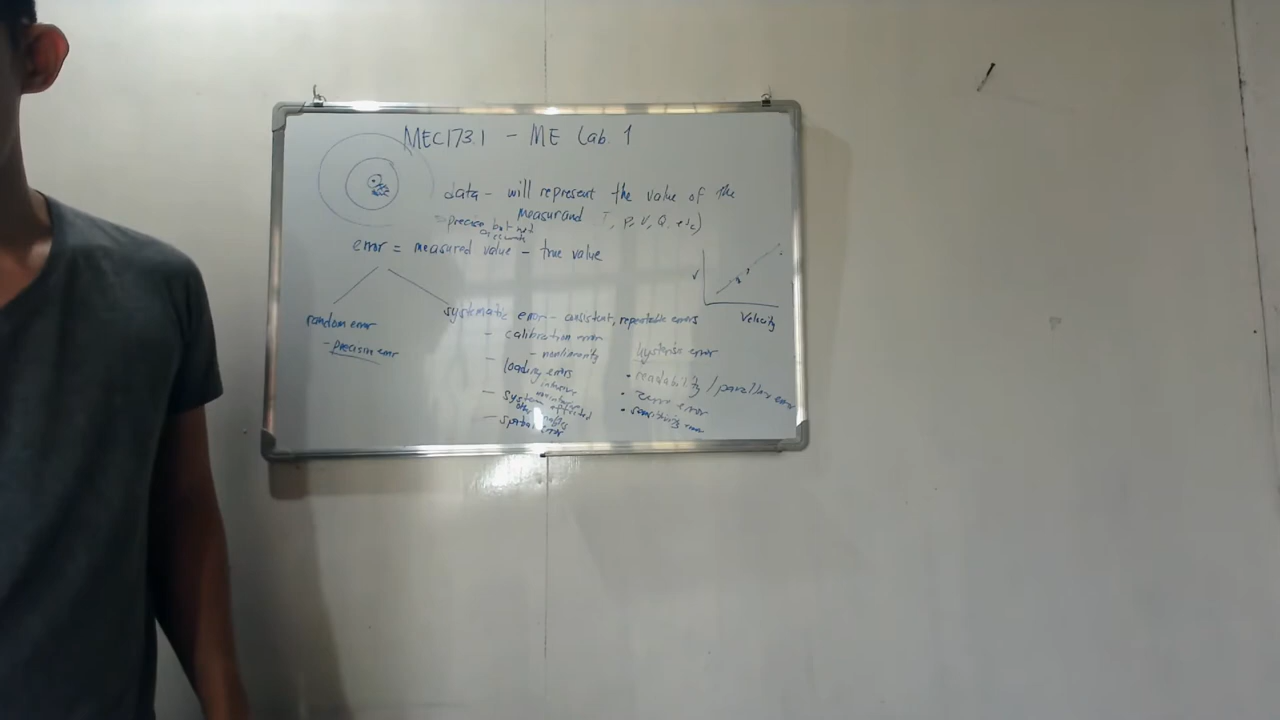 MEC173.1 - ME Lab. 1
data - will represent the value of the
measurand T, P, V, Q, etc)
precise but not
accurate
error = measured value - true value
random error
- precision error
systematic error - consistent, repeatable errors
- calibration error
- nonlinearity
- loading errors
intrusive
- system
- spatial error
hysteresis error
• readability / parallax error
• zero error
• sensitivity error
V
Velocity